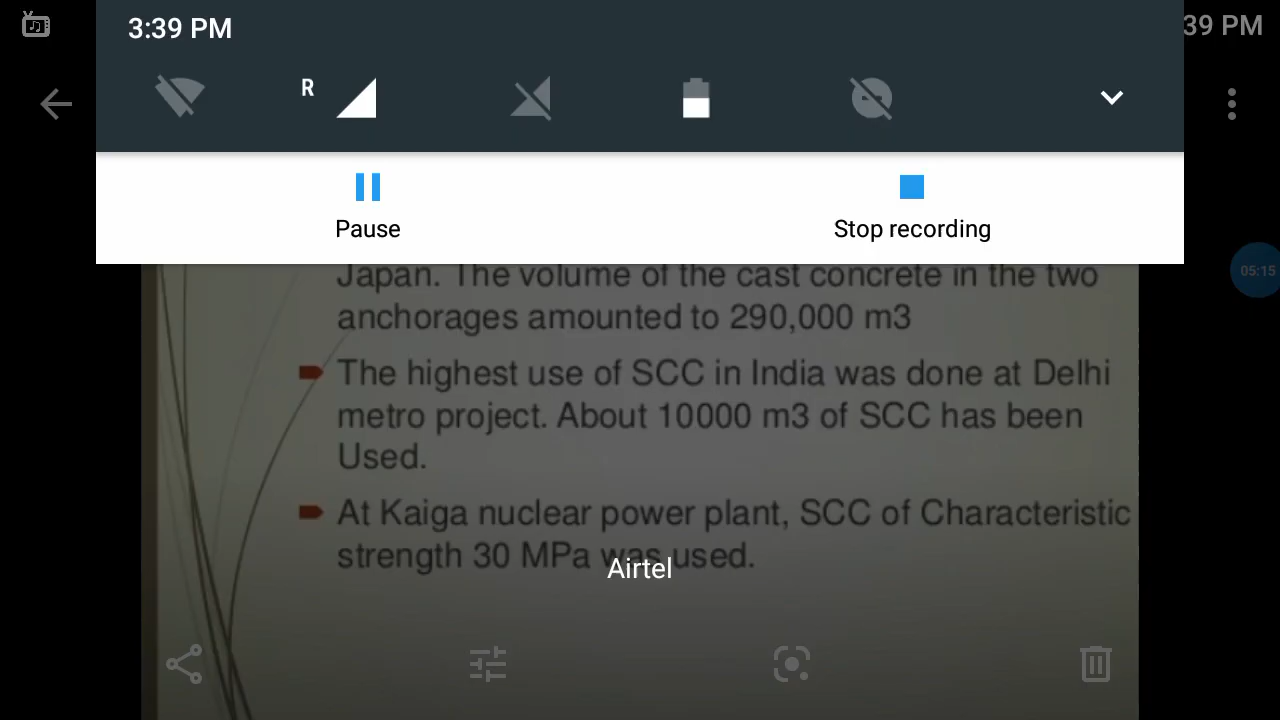 3:39 PM
39 PM
R
Pause
Stop recording
05:15
Japan. The volume of the cast concrete in the two
anchorages amounted to 290,000 m3
The highest use of SCC in India was done at Delhi
metro project. About 10000 m3 of SCC has been
Used.
At Kaiga nuclear power plant, SCC of Characteristic
strength 30 MPa was used.
Airtel